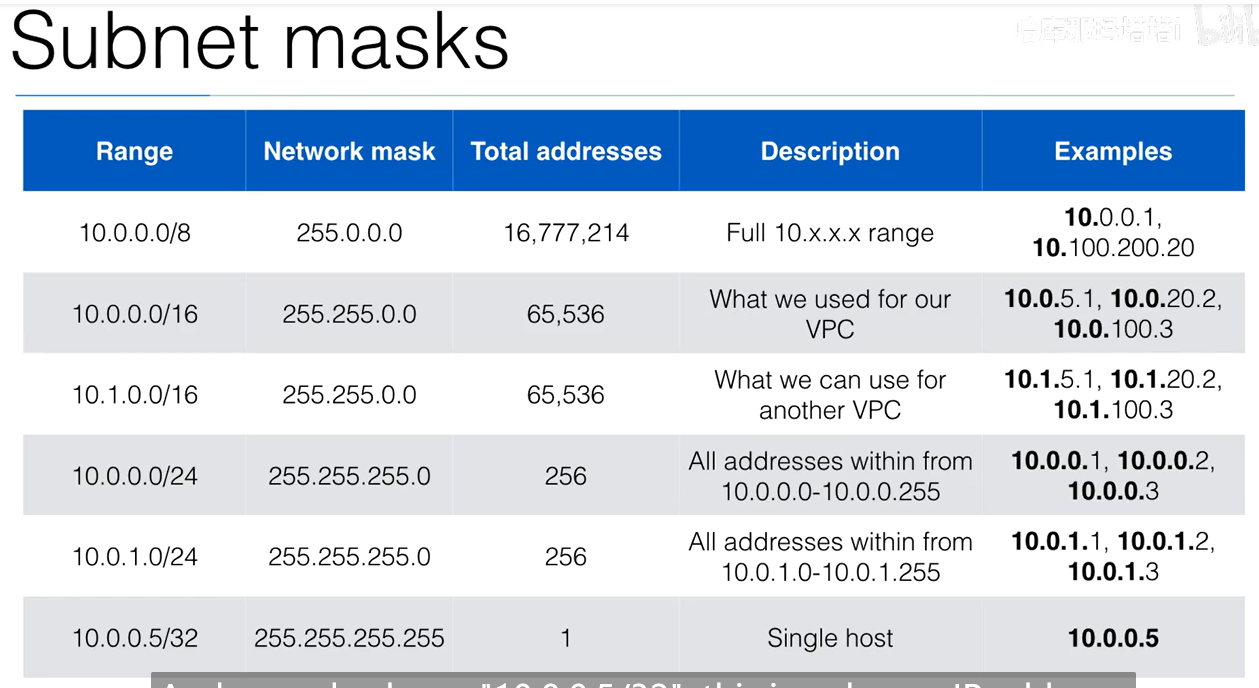 Subnet masks
Range Network mask Total addresses Description Examples
10.0.0.0/8 255.0.0.0 16,777,214 Full 10.x.x.x range 10.0.0.1,
10.100.200.20
10.0.0.0/16 255.255.0.0 65,536 What we used for our
VPC
10.0.5.1, 10.0.20.2,
10.0.100.3
10.1.0.0/16 255.255.0.0 65,536 What we can use for
another VPC
10.1.5.1, 10.1.20.2,
10.1.100.3
10.0.0.0/24 255.255.255.0 256 All addresses within from
10.0.0.0-10.0.0.255
10.0.0.1, 10.0.0.2,
10.0.0.3
10.0.1.0/24 255.255.255.0 256 All addresses within from
10.0.1.0-10.0.1.255
10.0.1.1, 10.0.1.2,
10.0.1.3
10.0.0.5/32 255.255.255.255 1 Single host 10.0.0.5